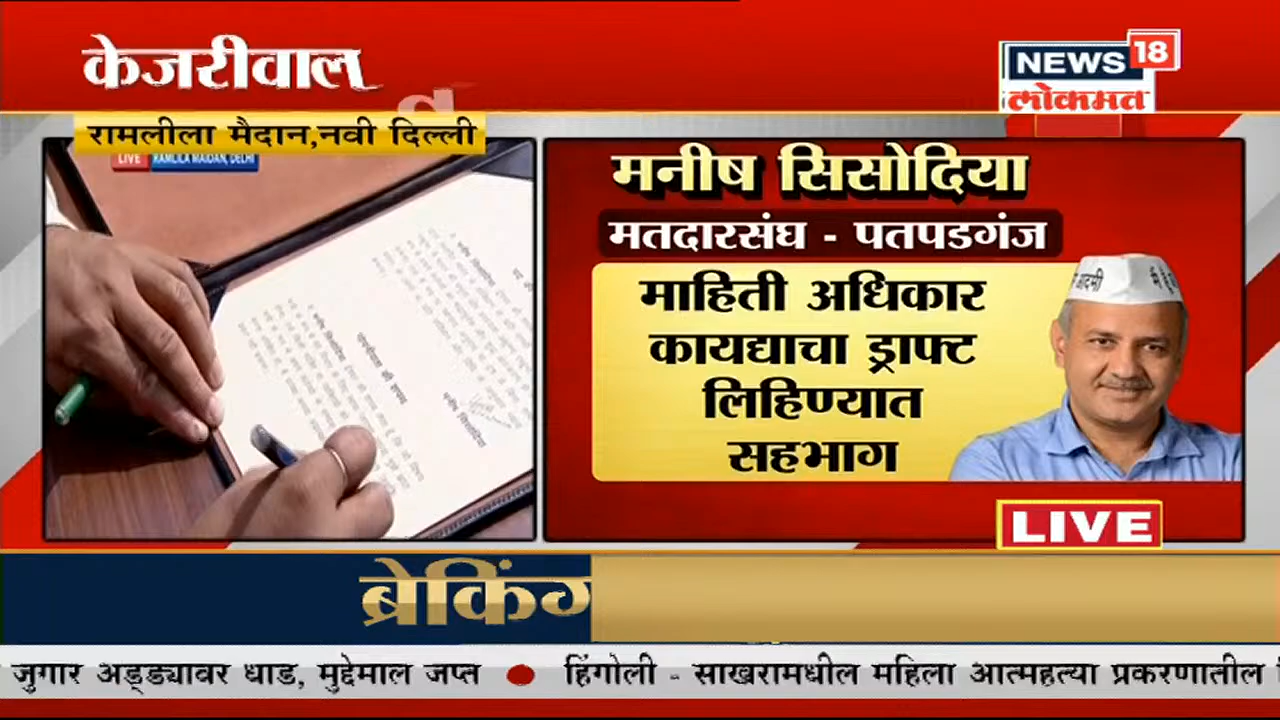 केजरीवाल
NEWS 18
लोकमत
रामलीला मैदान,नवी दिल्ली
LIVE RAMLILA MAIDAN, DELHI
मनीष सिसोदिया
मतदारसंघ - पतपडगंज
माहिती अधिकार
कायद्याचा ड्राफ्ट
लिहिण्यात
सहभाग
LIVE
ब्रेकिंग
जुगार अड्ड्यावर धाड, मुद्देमाल जप्त ● हिंगोली - साखरामधील महिला आत्महत्या प्रकरणातील